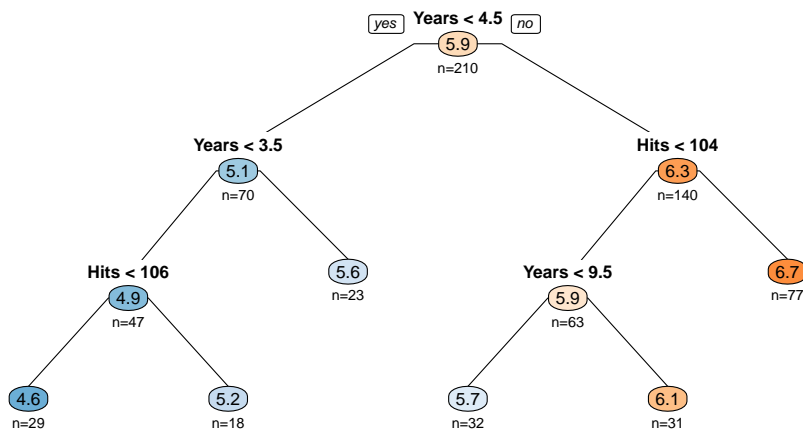 Years < 4.5
yes no
5.9
n=210
Years < 3.5 Hits < 104
5.1 6.3
n=70 n=140
Hits < 106 5.6 Years < 9.5 6.7
4.9 n=23 5.9 n=77
n=47 n=63
4.6 5.2 5.7 6.1
n=29 n=18 n=32 n=31